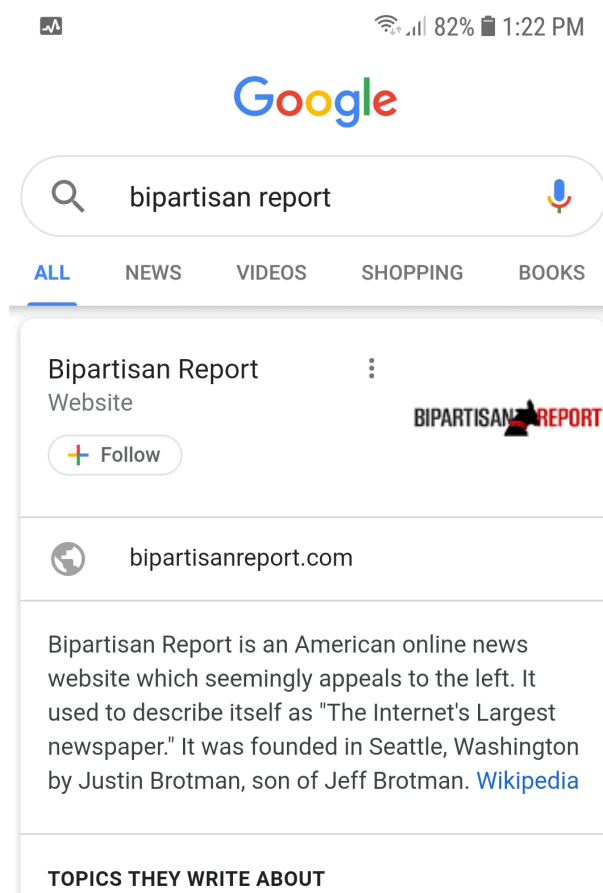 82% 1:22 PM
Google
bipartisan report
ALL NEWS VIDEOS SHOPPING BOOKS
Bipartisan Report
Website
Follow
BIPARTISAN REPORT
bipartisanreport.com
Bipartisan Report is an American online news
website which seemingly appeals to the left. It
used to describe itself as "The Internet's Largest
newspaper." It was founded in Seattle, Washington
by Justin Brotman, son of Jeff Brotman. Wikipedia
TOPICS THEY WRITE ABOUT